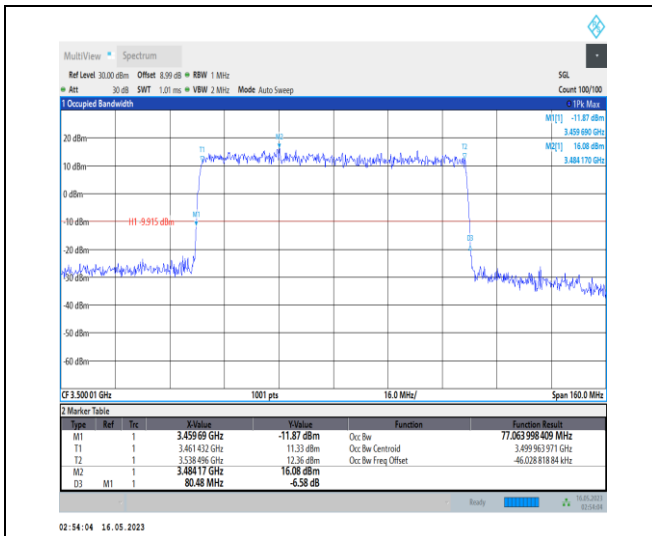 MultiView Spectrum
Ref Level 30.00 dBm Offset 8.99 dB RBW 1 MHz SGL
Att 30 dB SWT 1.01 ms VBW 2 MHz Mode Auto Sweep Count 100/100
1 Occupied Bandwidth 1Pk Max
M1[1] -11.87 dBm
3.459 690 GHz
M2[1] 16.08 dBm
3.484 170 GHz
20 dBm
M2
T1
T2
10 dBm
0 dBm
M1
-10 dBm
H1 -9.915 dBm
D3
-20 dBm
-30 dBm
-40 dBm
-50 dBm
-60 dBm
CF 3.500 01 GHz 1001 pts 16.0 MHz/ Span 160.0 MHz
2 Marker Table
Type Ref Trc X-Value Y-Value Function Function Result
M1 1 3.459 69 GHz -11.87 dBm Occ Bw 77.063 998 409 MHz
T1 1 3.461 432 GHz 11.33 dBm Occ Bw Centroid 3.499 963 971 GHz
T2 1 3.538 496 GHz 12.36 dBm Occ Bw Freq Offset -46.028 818 84 kHz
M2 1 3.484 17 GHz 16.08 dBm
D3 M1 1 80.48 MHz -6.58 dB
Ready 16.05.2023
02:54:04
02:54:04 16.05.2023